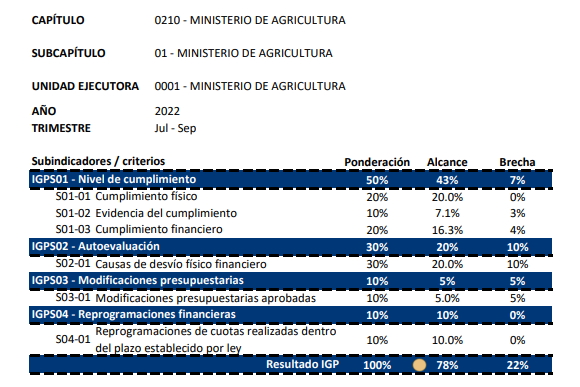 CAPÍTULO 0210 - MINISTERIO DE AGRICULTURA
SUBCAPÍTULO 01 - MINISTERIO DE AGRICULTURA
UNIDAD EJECUTORA 0001 - MINISTERIO DE AGRICULTURA
AÑO 2022
TRIMESTRE Jul - Sep
Subindicadores / criterios Ponderación Alcance Brecha
IGPS01 - Nivel de cumplimiento 50% 43% 7%
S01-01 Cumplimiento físico 20% 20.0% 0%
S01-02 Evidencia del cumplimiento 10% 7.1% 3%
S01-03 Cumplimiento financiero 20% 16.3% 4%
IGPS02 - Autoevaluación 30% 20% 10%
S02-01 Causas de desvío físico financiero 30% 20.0% 10%
IGPS03 - Modificaciones presupuestarias 10% 5% 5%
S03-01 Modificaciones presupuestarias aprobadas 10% 5.0% 5%
IGPS04 - Reprogramaciones financieras 10% 10% 0%
S04-01 Reprogramaciones de cuotas realizadas dentro
del plazo establecido por ley 10% 10.0% 0%
Resultado IGP 100% 78% 22%